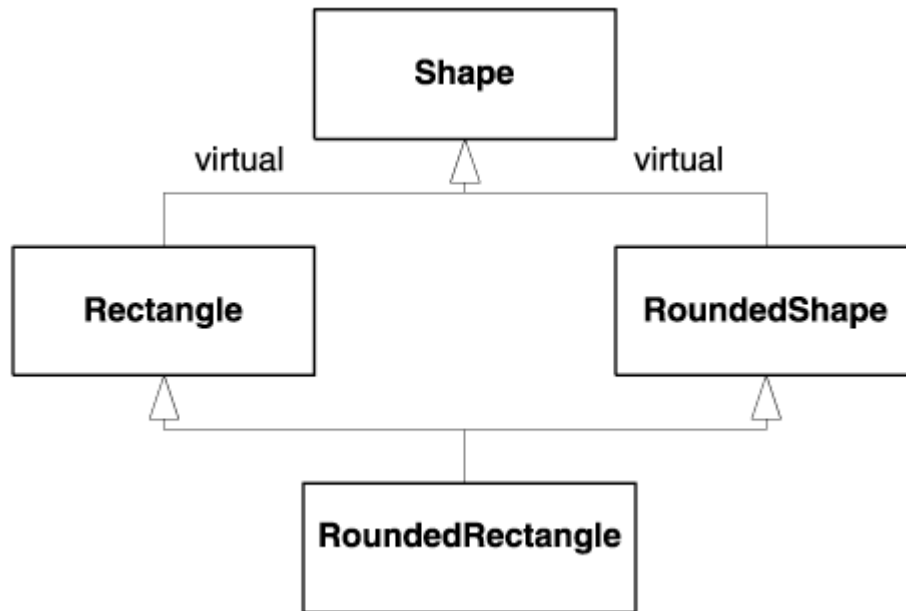 Shape
virtual
virtual
Rectangle
RoundedShape
RoundedRectangle